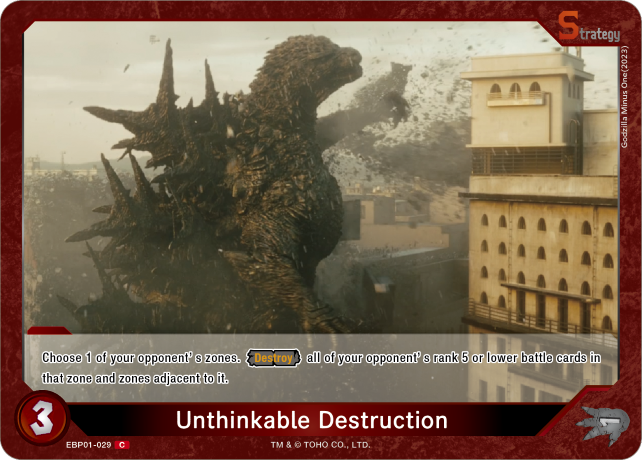 Strategy
Godzilla Minus One(2023)
Choose 1 of your opponent's zones. Destroy all of your opponent's rank 5 or lower battle cards in
that zone and zones adjacent to it.
3
Unthinkable Destruction
1
EBP01-029 C
TM & © TOHO CO., LTD.